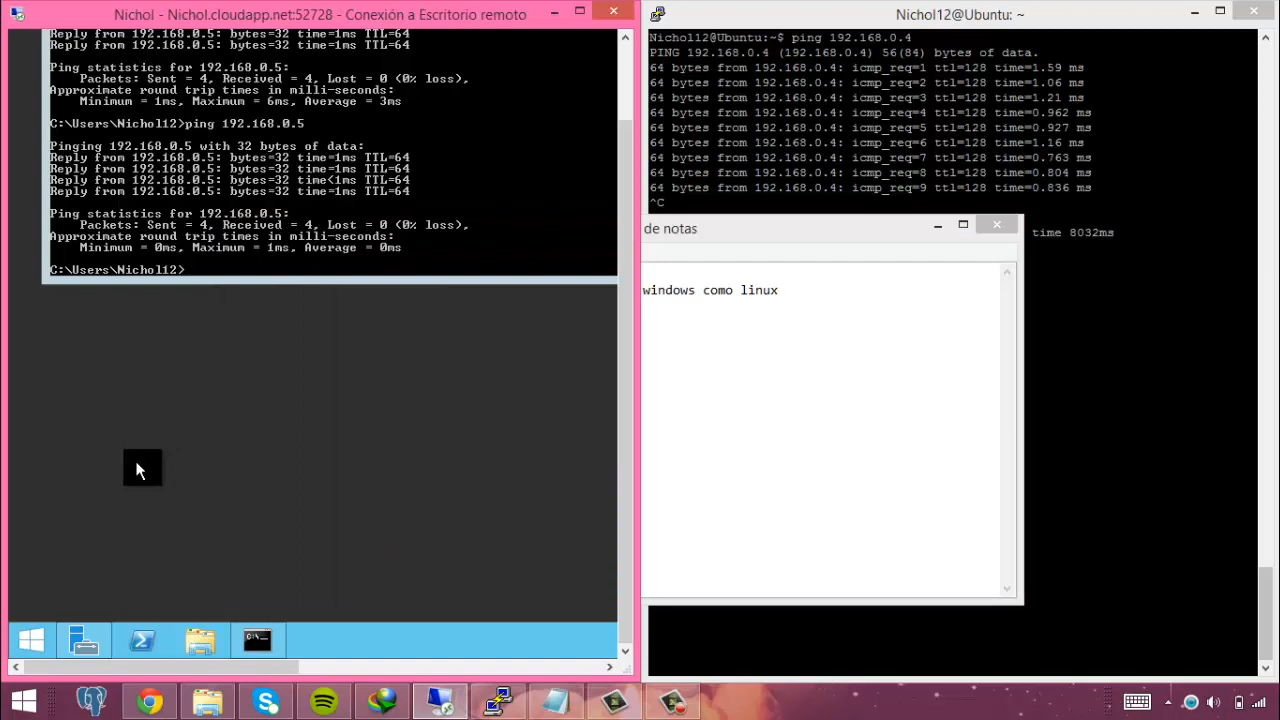 Nichol - Nichol.cloudapp.net:52728 - Conexión a Escritorio remoto
Reply from 192.168.0.5: bytes=32 time=1ms TTL=64
Reply from 192.168.0.5: bytes=32 time=1ms TTL=64
Ping statistics for 192.168.0.5:
Packets: Sent = 4, Received = 4, Lost = 0 (0% loss),
Approximate round trip times in milli-seconds:
Minimum = 1ms, Maximum = 6ms, Average = 3ms
C:\Users\Nichol12>ping 192.168.0.5
Pinging 192.168.0.5 with 32 bytes of data:
Reply from 192.168.0.5: bytes=32 time=1ms TTL=64
Reply from 192.168.0.5: bytes=32 time=1ms TTL=64
Reply from 192.168.0.5: bytes=32 time<1ms TTL=64
Reply from 192.168.0.5: bytes=32 time=1ms TTL=64
Ping statistics for 192.168.0.5:
Packets: Sent = 4, Received = 4, Lost = 0 (0% loss),
Approximate round trip times in milli-seconds:
Minimum = 0ms, Maximum = 1ms, Average = 0ms
C:\Users\Nichol12>
Nichol12@Ubuntu: ~
Nichol12@Ubuntu:~$ ping 192.168.0.4
PING 192.168.0.4 (192.168.0.4) 56(84) bytes of data.
64 bytes from 192.168.0.4: icmp_req=1 ttl=128 time=1.59 ms
64 bytes from 192.168.0.4: icmp_req=2 ttl=128 time=1.06 ms
64 bytes from 192.168.0.4: icmp_req=3 ttl=128 time=1.21 ms
64 bytes from 192.168.0.4: icmp_req=4 ttl=128 time=0.962 ms
64 bytes from 192.168.0.4: icmp_req=5 ttl=128 time=0.927 ms
64 bytes from 192.168.0.4: icmp_req=6 ttl=128 time=1.16 ms
64 bytes from 192.168.0.4: icmp_req=7 ttl=128 time=0.763 ms
64 bytes from 192.168.0.4: icmp_req=8 ttl=128 time=0.804 ms
64 bytes from 192.168.0.4: icmp_req=9 ttl=128 time=0.836 ms
^C
de notas
time 8032ms
windows como linux
C:\_